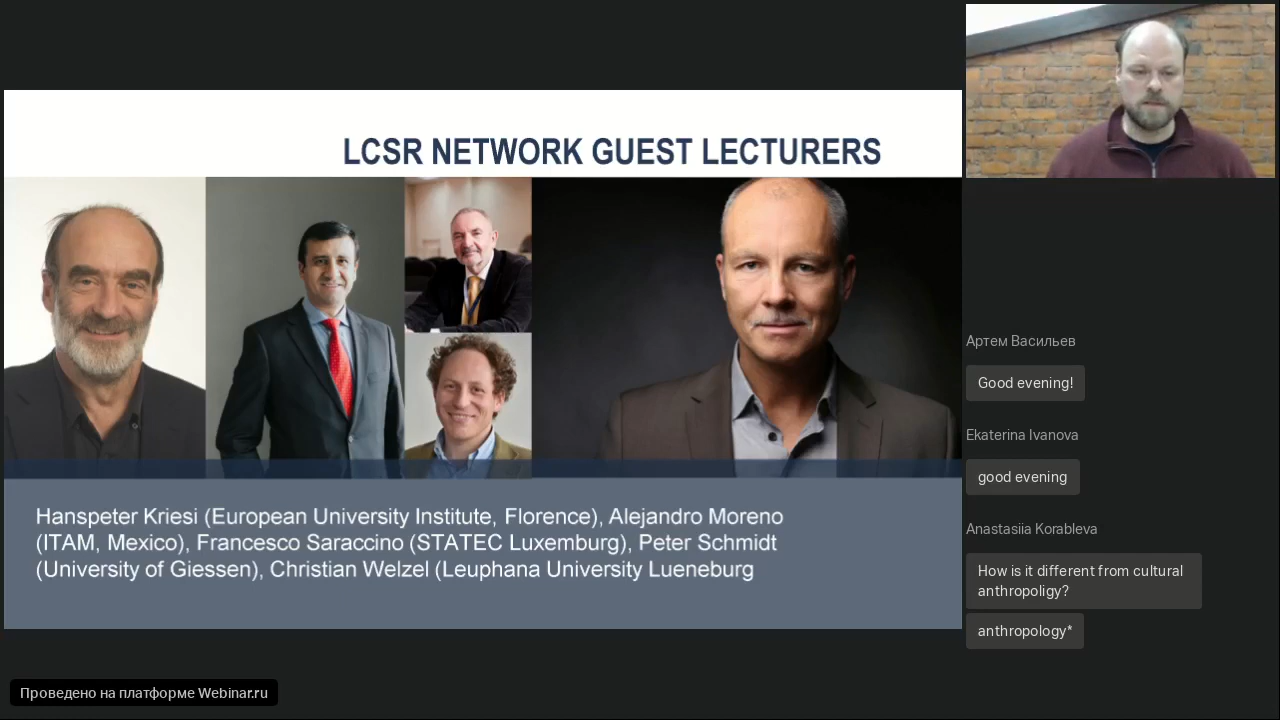 LCSR NETWORK GUEST LECTURERS
Hanspeter Kriesi (European University Institute, Florence), Alejandro Moreno
(ITAM, Mexico), Francesco Saraccino (STATEC Luxemburg), Peter Schmidt
(University of Giessen), Christian Welzel (Leuphana University Lueneburg
Артем Васильев
Good evening!
Ekaterina Ivanova
good evening
Anastasiia Korableva
How is it different from cultural
anthropoligy?
anthropology*
Проведено на платформе Webinar.ru